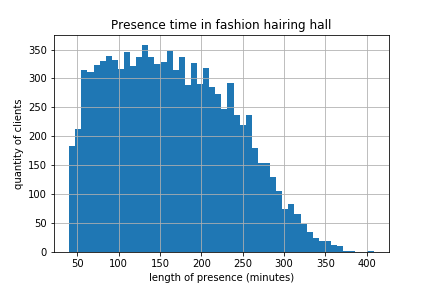 Presence time in fashion hairing hall
350
300
250
200
150
100
50
0
quantity of clients
50 100 150 200 250 300 350 400
length of presence (minutes)